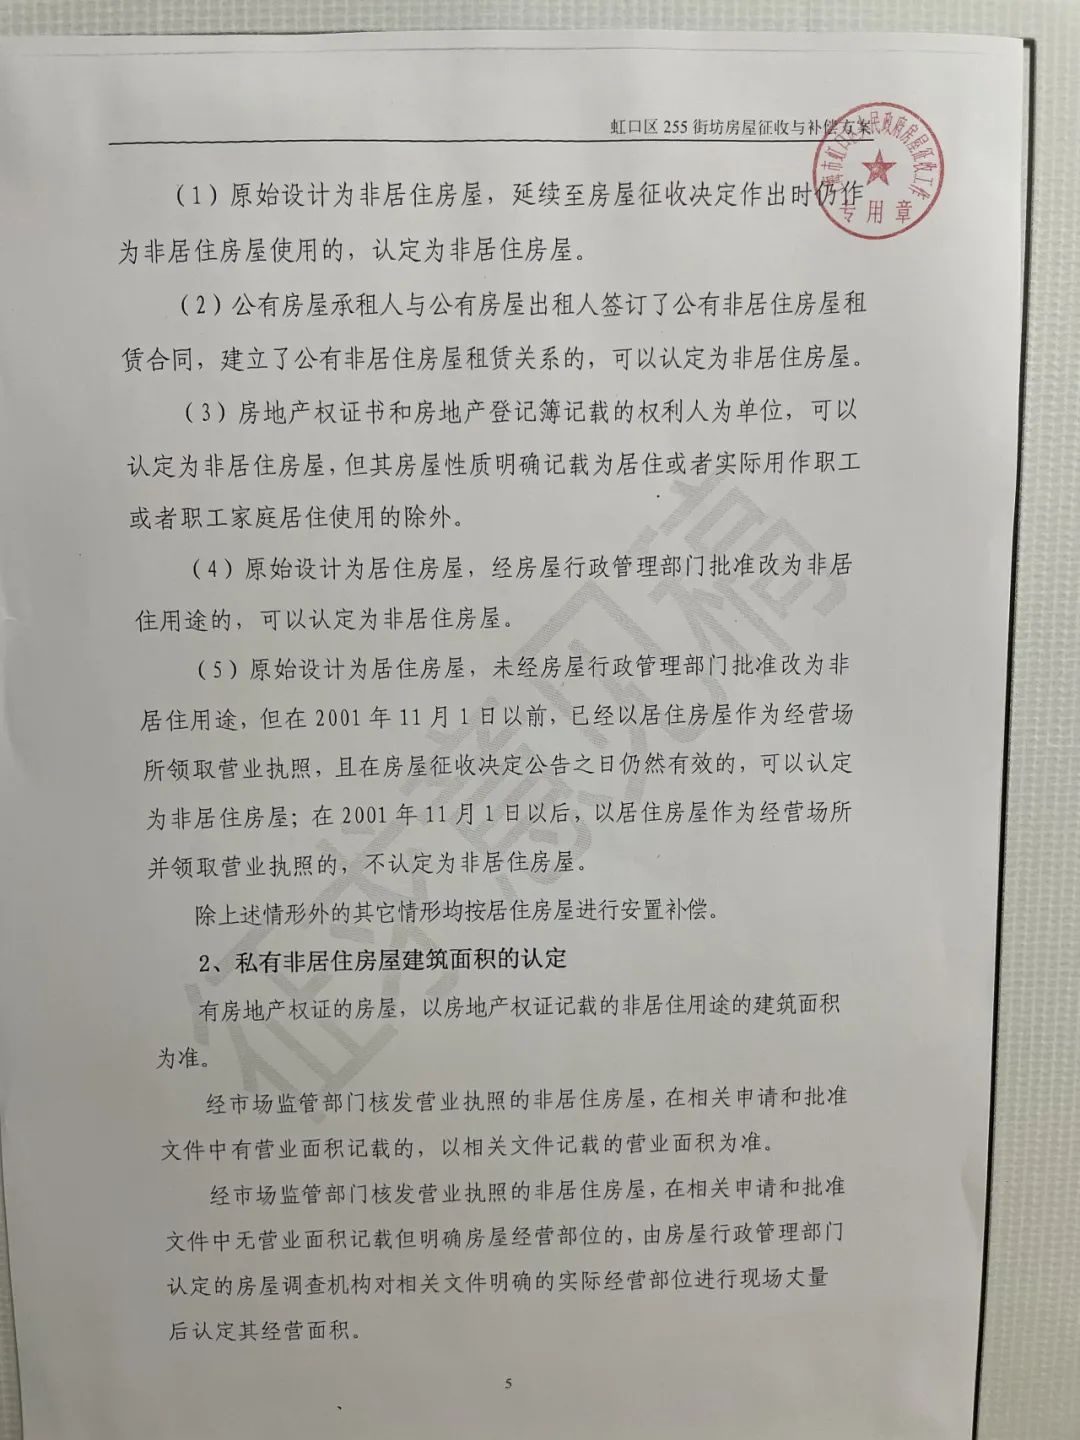 虹口区 255 街坊房屋征收与补偿方案
专用章
（1）原始设计为非居住房屋，延续至房屋征收决定作出时仍作
为非居住房屋使用的，认定为非居住房屋。
（2）公有房屋承租人与公有房屋出租人签订了公有非居住房屋租
赁合同，建立了公有非居住房屋租赁关系的，可以认定为非居住房屋。
（3）房地产权证书和房地产登记簿记载的权利人为单位，可以
认定为非居住房屋，但其房屋性质明确记载为居住或者实际用作职工
或者职工家庭居住使用的除外。
（4）原始设计为居住房屋，经房屋行政管理部门批准改为非居
住用途的，可以认定为非居住房屋。
（5）原始设计为居住房屋，未经房屋行政管理部门批准改为非
居住用途，但在 2001 年 11 月 1 日以前，已经以居住房屋作为经营场
所领取营业执照，且在房屋征收决定公告之日仍然有效的，可以认定
为非居住房屋；在 2001 年 11 月 1 日以后，以居住房屋作为经营场所
并领取营业执照的，不认定为非居住房屋。
除上述情形外的其它情形均按居住房屋进行安置补偿。
2、私有非居住房屋建筑面积的认定
有房地产权证的房屋，以房地产权证记载的非居住用途的建筑面积
为准。
经市场监管部门核发营业执照的非居住房屋，在相关申请和批准
文件中有营业面积记载的，以相关文件记载的营业面积为准。
经市场监管部门核发营业执照的非居住房屋，在相关申请和批准
文件中无营业面积记载但明确房屋经营部位的，由房屋行政管理部门
认定的房屋调查机构对相关文件明确的实际经营部位进行现场丈量
后认定其经营面积。
征求意见稿
5